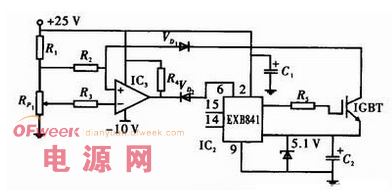 +25 V
R1
R2
VD1
IC3
R4
VD2
6
2
C1
RP1
R3
15
14
EXB841
R5
IGBT
-10 V
IC2
9
5.1 V
C2
OFweek
dianyuan.ofweek.com
电源网